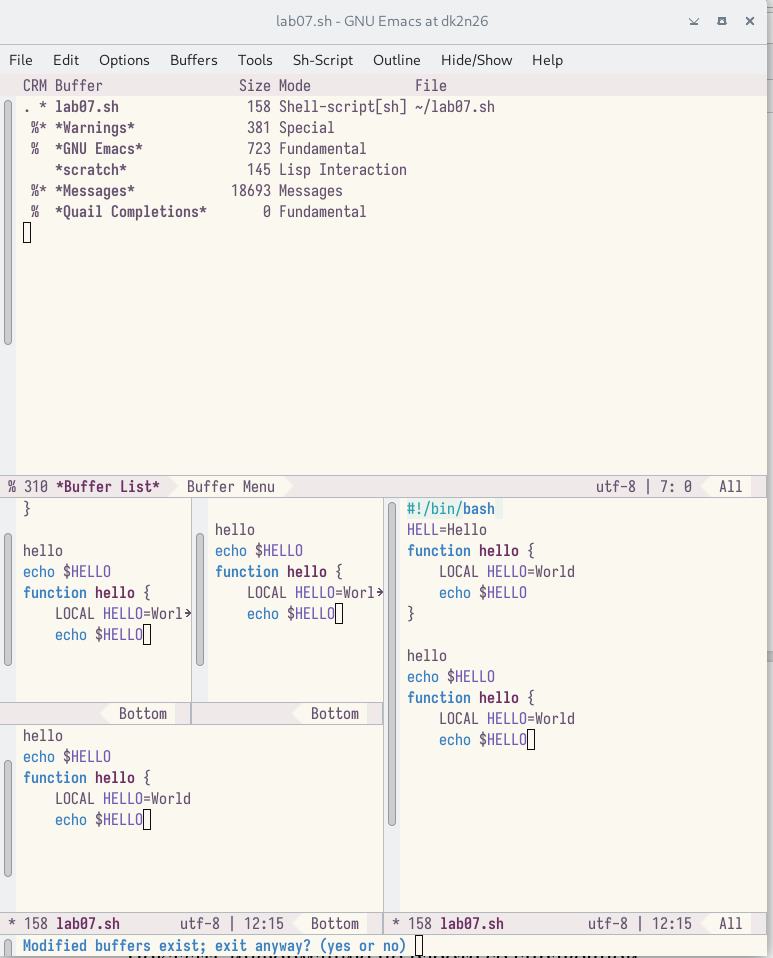 lab07.sh - GNU Emacs at dk2n26
File Edit Options Buffers Tools Sh-Script Outline Hide/Show Help
CRM Buffer Size Mode File
. * lab07.sh 158 Shell-script[sh] ~/lab07.sh
%* *Warnings* 381 Special
% *GNU Emacs* 723 Fundamental
*scratch* 145 Lisp Interaction
%* *Messages* 18693 Messages
% *Quail Completions* 0 Fundamental
% 310 *Buffer List* Buffer Menu utf-8 | 7: 0 All
}
hello
echo $HELLO
function hello {
LOCAL HELLO=Worl
echo $HELLO
Bottom
hello
echo $HELLO
function hello {
LOCAL HELLO=Worl
echo $HELLO
Bottom
hello
echo $HELLO
function hello {
LOCAL HELLO=World
echo $HELLO
* 158 lab07.sh utf-8 | 12:15 Bottom
#!/bin/bash
HELL=Hello
function hello {
LOCAL HELLO=World
echo $HELLO
}
hello
echo $HELLO
function hello {
LOCAL HELLO=World
echo $HELLO
* 158 lab07.sh utf-8 | 12:15 All
Modified buffers exist; exit anyway? (yes or no)